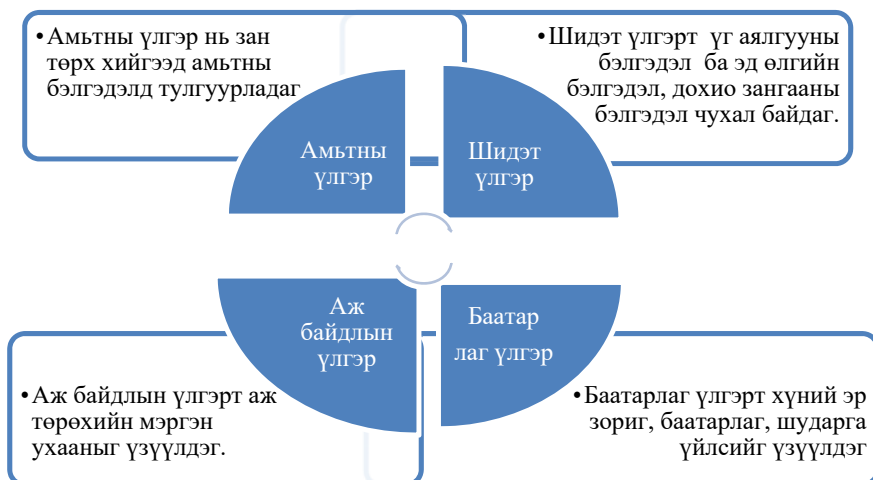 •Амьтны үлгэр нь зан
төрх хийгээд амьтны
бэлгэдэлд тулгуурладаг
•Шидэт үлгэрт үг аялгууны
бэлгэдэл ба эд өлгийн
бэлгэдэл, дохио зангааны
бэлгэдэл чухал байдаг.
Амьтны
үлгэр
Шидэт
үлгэр
Аж
байдлын
үлгэр
Баатар
лаг үлгэр
•Аж байдлын үлгэрт аж
төрөхийн мэргэн
ухааныг үзүүлдэг.
•Баатарлаг үлгэрт хүний эр
зориг, баатарлаг, шударга
үйлсийг үзүүлдэг